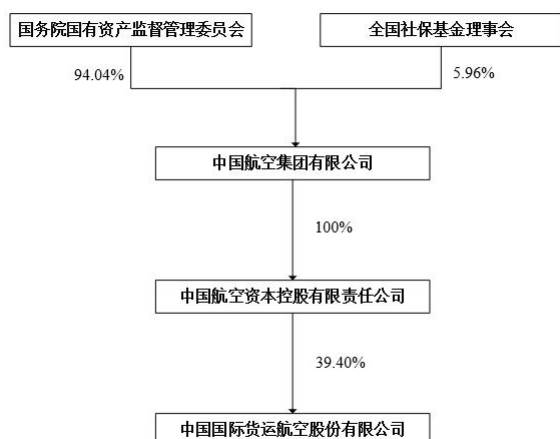 国务院国有资产监督管理委员会
全国社保基金理事会
94.04%
5.96%
中国航空集团有限公司
100%
中国航空资本控股有限责任公司
39.40%
中国国际货运航空股份有限公司